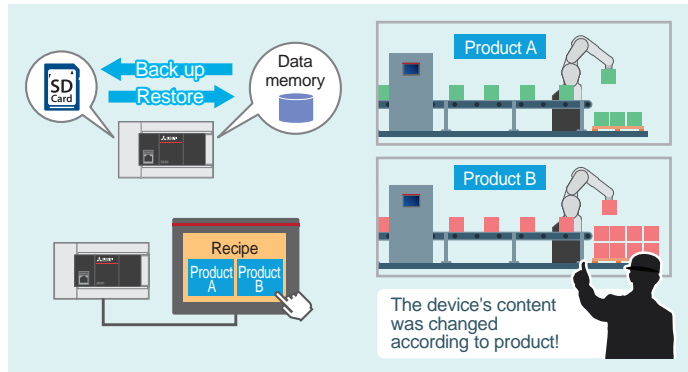 SD
Card
Back up
Restore
Data
memory
Recipe
Product
A
Product
B
Product A
Product B
The device's content
was changed
according to product!